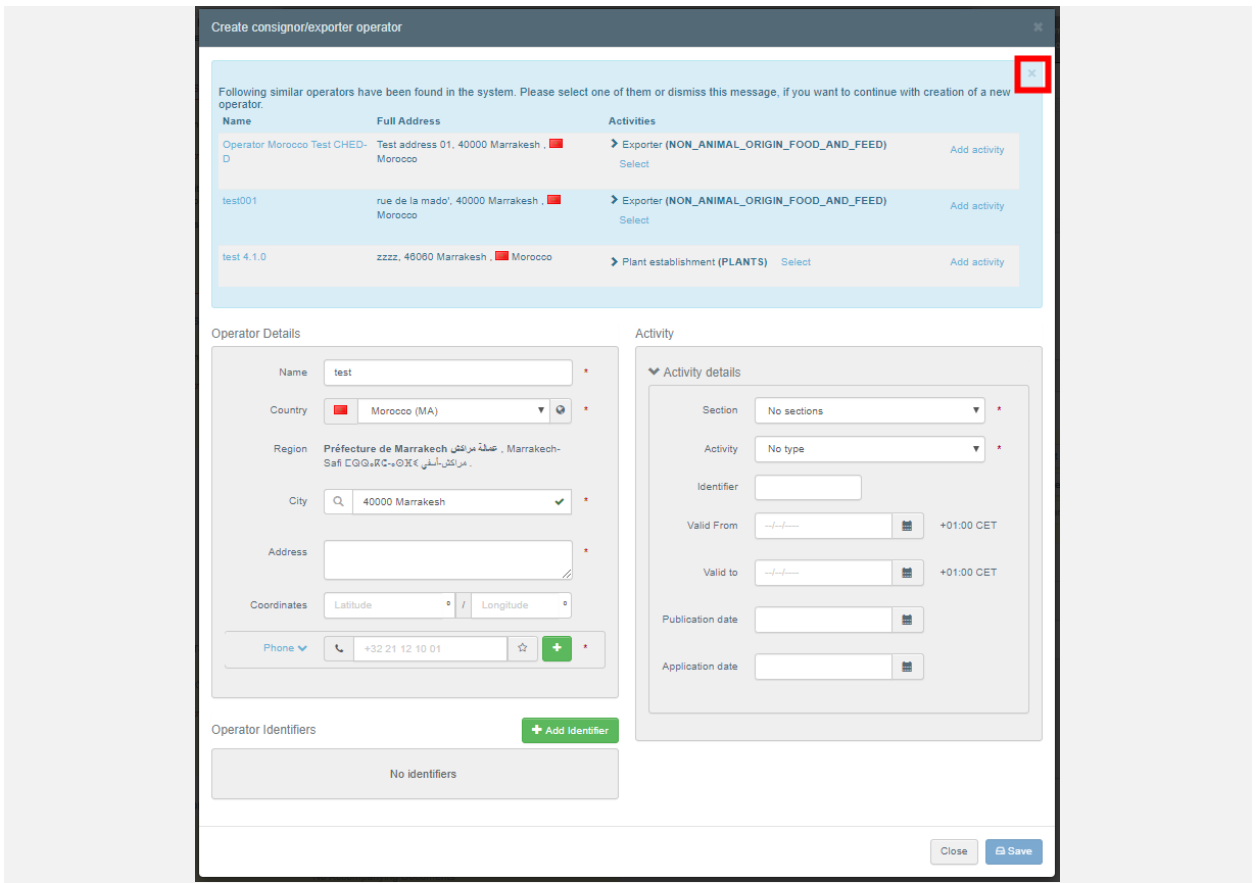 Create consignor/exporter operator
Following similar operators have been found in the system. Please select one of them or dismiss this message, if you want to continue with creation of a new
operator.
Name Full Address Activities
Operator Morocco Test CHED-
D
Test address 01, 40000 Marrakesh ,
Morocco
Exporter (NON_ANIMAL_ORIGIN_FOOD_AND_FEED)
Select
Add activity
test001
rue de la mado', 40000 Marrakesh ,
Morocco
Exporter (NON_ANIMAL_ORIGIN_FOOD_AND_FEED)
Select
Add activity
test 4.1.0
zzzz, 46060 Marrakesh , Morocco
Plant establishment (PLANTS) Select
Add activity
Operator Details
Name test *
Country Morocco (MA) *
Region Préfecture de Marrakech عمالة مراكش , Marrakech-
Safi ⵎⵕⵕⴰⴽⵛ-ⴰⵙⴼⵉ مراكش-أسفي .
City 40000 Marrakesh *
Address *
Coordinates Latitude ° / Longitude °
Phone +32 21 12 10 01 *
Operator Identifiers
Add Identifier
No identifiers
Activity
Activity details
Section No sections *
Activity No type *
Identifier
Valid From --/--/---- +01:00 CET
Valid to --/--/---- +01:00 CET
Publication date
Application date
Close Save